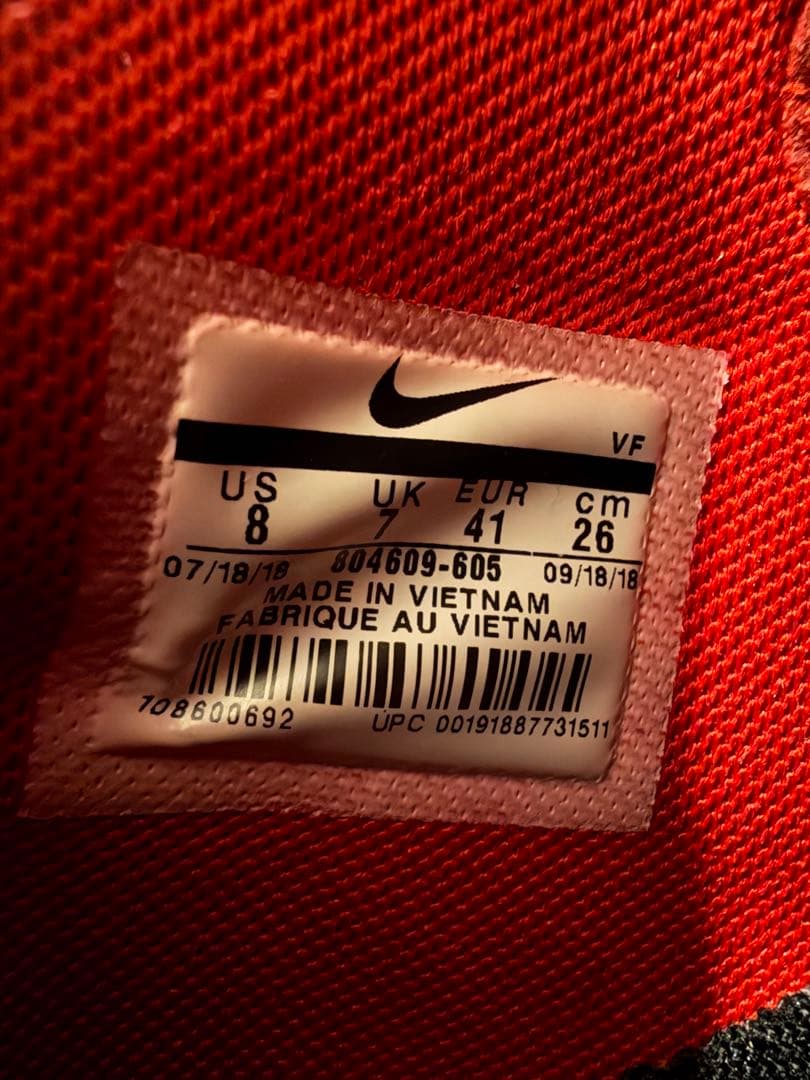 VF
US UK EUR cm
8 7 41 26
07/18/18 804609-605 09/18/18
MADE IN VIETNAM
FABRIQUE AU VIETNAM
108600692 UPC 00191887731511